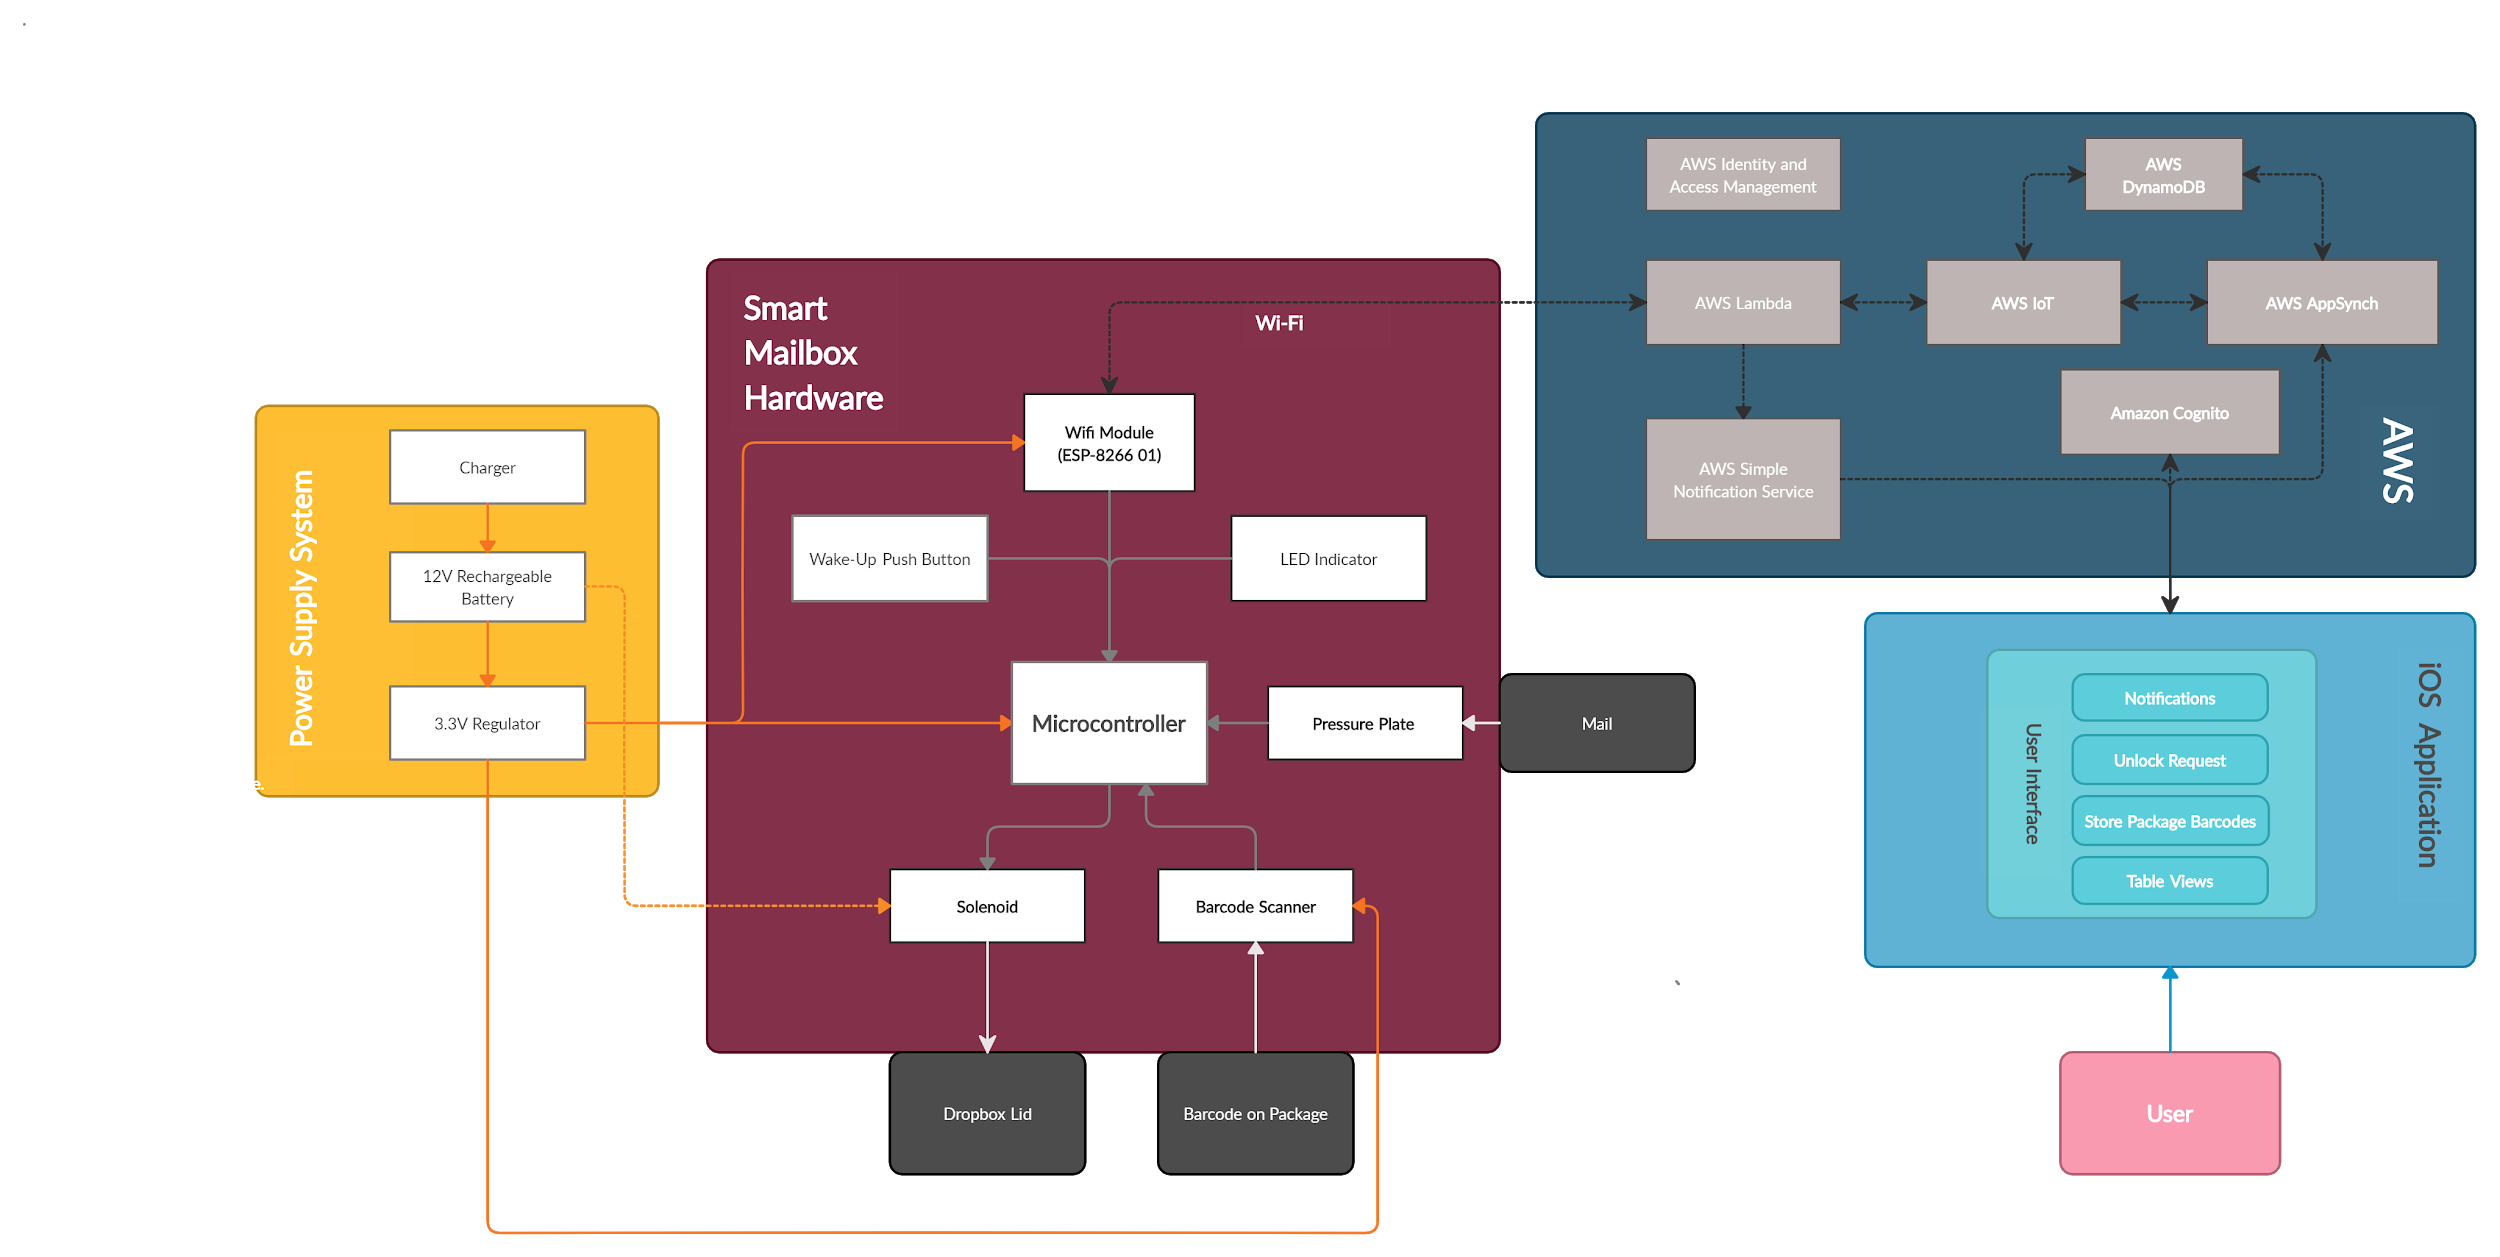 Power Supply System
Charger
12V Rechargeable
Battery
3.3V Regulator
e.
Smart
Mailbox
Hardware
Wi-Fi
Wifi Module
(ESP-8266 01)
Wake-Up Push Button
LED Indicator
Microcontroller
Pressure Plate
Mail
Solenoid
Barcode Scanner
Dropbox Lid
Barcode on Package
AWS
AWS Identity and
Access Management
AWS
DynamoDB
AWS Lambda
AWS IoT
AWS AppSynch
Amazon Cognito
AWS Simple
Notification Service
iOS Application
User Interface
Notifications
Unlock Request
Store Package Barcodes
Table Views
User